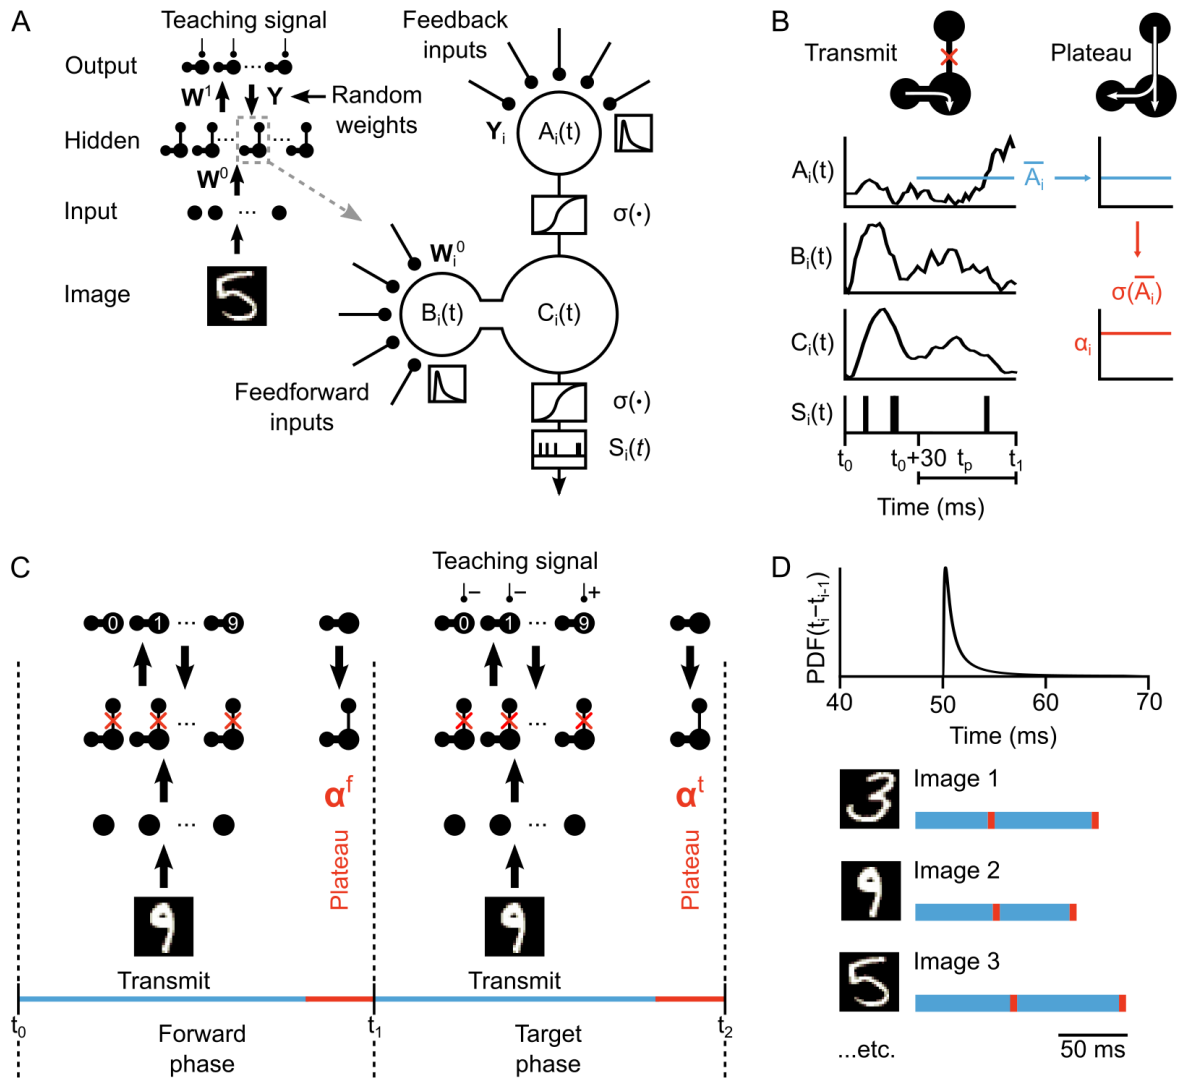 A
Teaching signal
Output
W¹
Y
Random
weights
Hidden
W⁰
Input
Image
Feedback
inputs
Yᵢ
Aᵢ(t)
σ(·)
Wᵢ⁰
Bᵢ(t)
Cᵢ(t)
Feedforward
inputs
σ(·)
Sᵢ(t)
B
Transmit
Plateau
Aᵢ(t)
A̅ᵢ
Bᵢ(t)
σ(A̅ᵢ)
Cᵢ(t)
αᵢ
Sᵢ(t)
t₀
t₀+30
tₚ
t₁
Time (ms)
C
Teaching signal
− − +
0 1 ... 9
0 1 ... 9
αᶠ
Plateau
αᵗ
Plateau
Transmit
Transmit
t₀
t₁
t₂
Forward
phase
Target
phase
D
PDF(tᵢ−tᵢ₋₁)
40 50 60 70
Time (ms)
3
Image 1
9
Image 2
5
Image 3
...etc.
50 ms